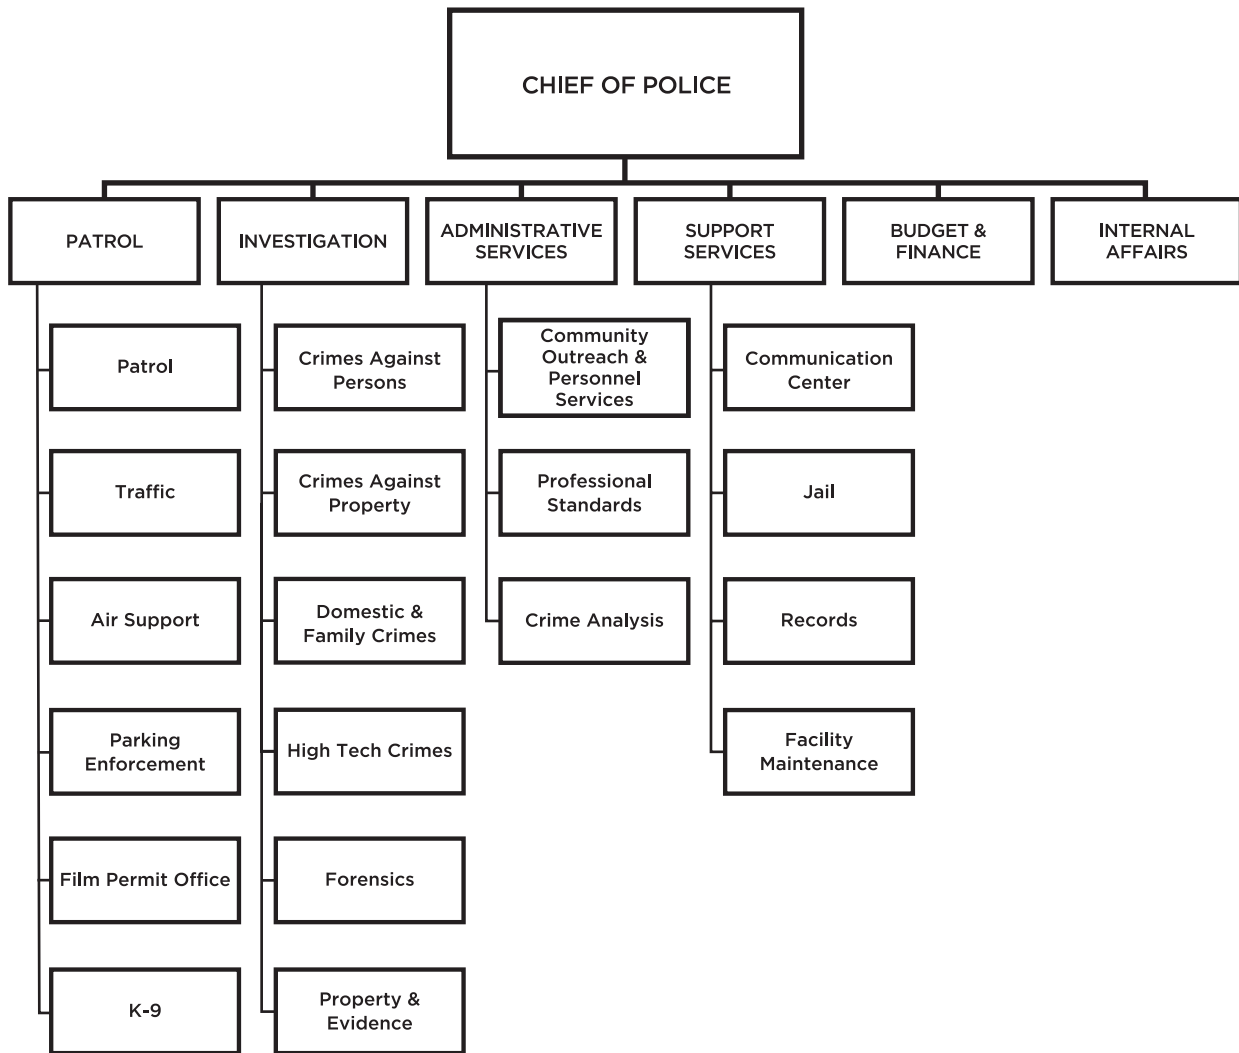 CHIEF OF POLICE
PATROL
INVESTIGATION
ADMINISTRATIVE
SERVICES
SUPPORT
SERVICES
BUDGET &
FINANCE
INTERNAL
AFFAIRS
Patrol
Traffic
Air Support
Parking
Enforcement
Film Permit Office
K-9
Crimes Against
Persons
Crimes Against
Property
Domestic &
Family Crimes
High Tech Crimes
Forensics
Property &
Evidence
Community
Outreach &
Personnel
Services
Professional
Standards
Crime Analysis
Communication
Center
Jail
Records
Facility
Maintenance